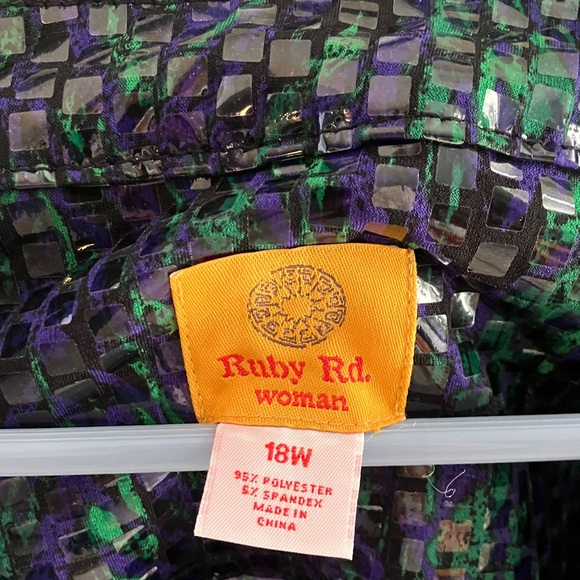 Ruby Rd.
woman
18W
95% POLYESTER
5% SPANDEX
MADE IN
CHINA